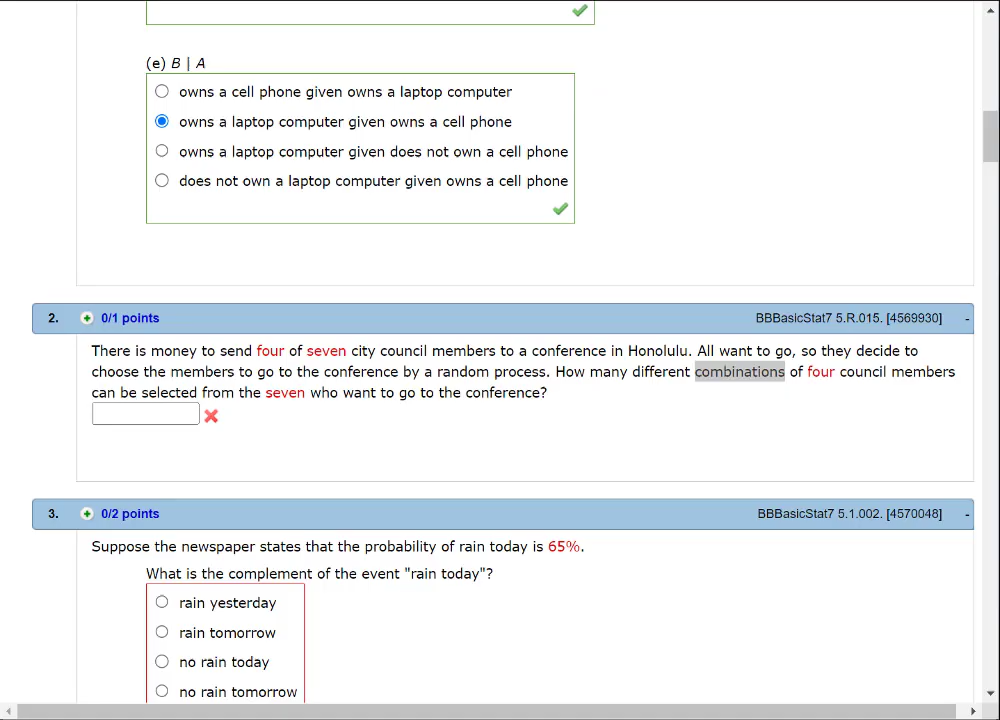 (e) B | A
owns a cell phone given owns a laptop computer
owns a laptop computer given owns a cell phone
owns a laptop computer given does not own a cell phone
does not own a laptop computer given owns a cell phone
2. 0/1 points BBBasicStat7 5.R.015. [4569930] -
There is money to send four of seven city council members to a conference in Honolulu. All want to go, so they decide to
choose the members to go to the conference by a random process. How many different combinations of four council members
can be selected from the seven who want to go to the conference?
3. 0/2 points BBBasicStat7 5.1.002. [4570048] -
Suppose the newspaper states that the probability of rain today is 65%.
What is the complement of the event "rain today"?
rain yesterday
rain tomorrow
no rain today
no rain tomorrow